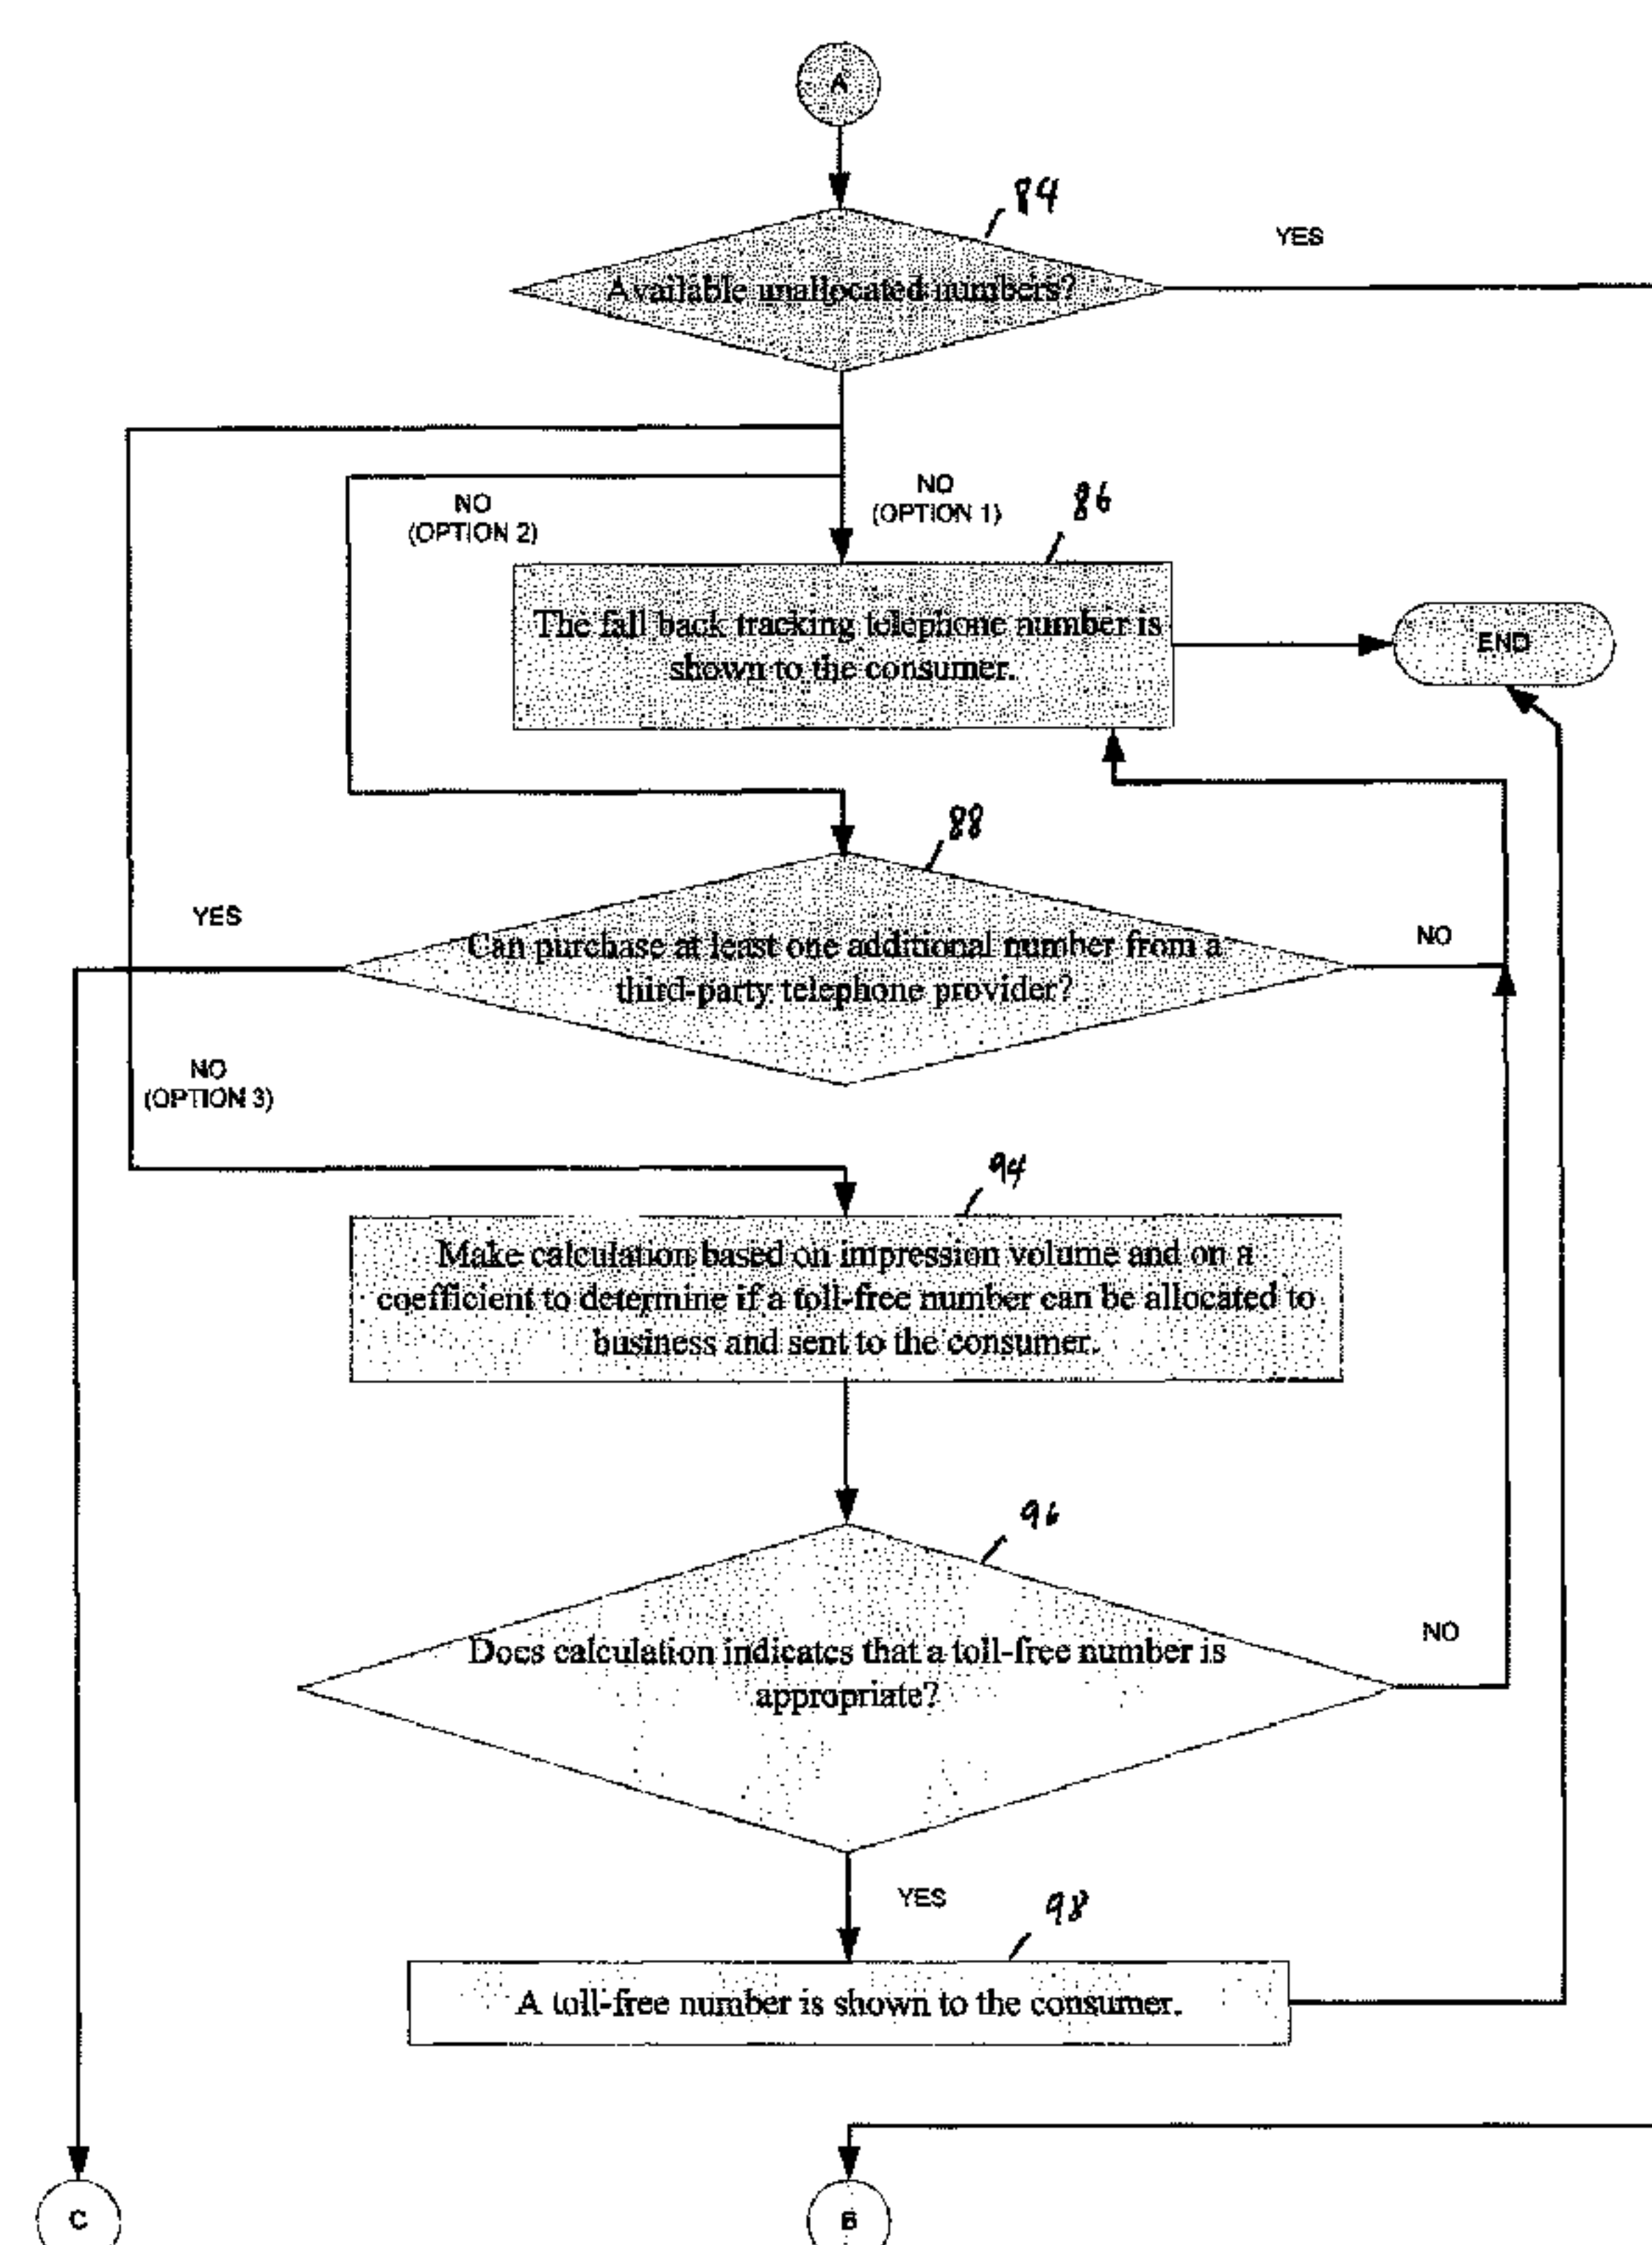 A
84
YES
Available unallocated numbers?
NO
(OPTION 1)
86
NO
(OPTION 2)
The fall back tracking telephone number is
shown to the consumer.
END
88
YES
Can purchase at least one additional number from a
third-party telephone provider?
NO
NO
(OPTION 3)
94
Make calculation based on impression volume and on a
coefficient to determine if a toll-free number can be allocated to
business and sent to the consumer.
96
Does calculation indicates that a toll-free number is
appropriate?
NO
YES
98
A toll-free number is shown to the consumer.
C
B